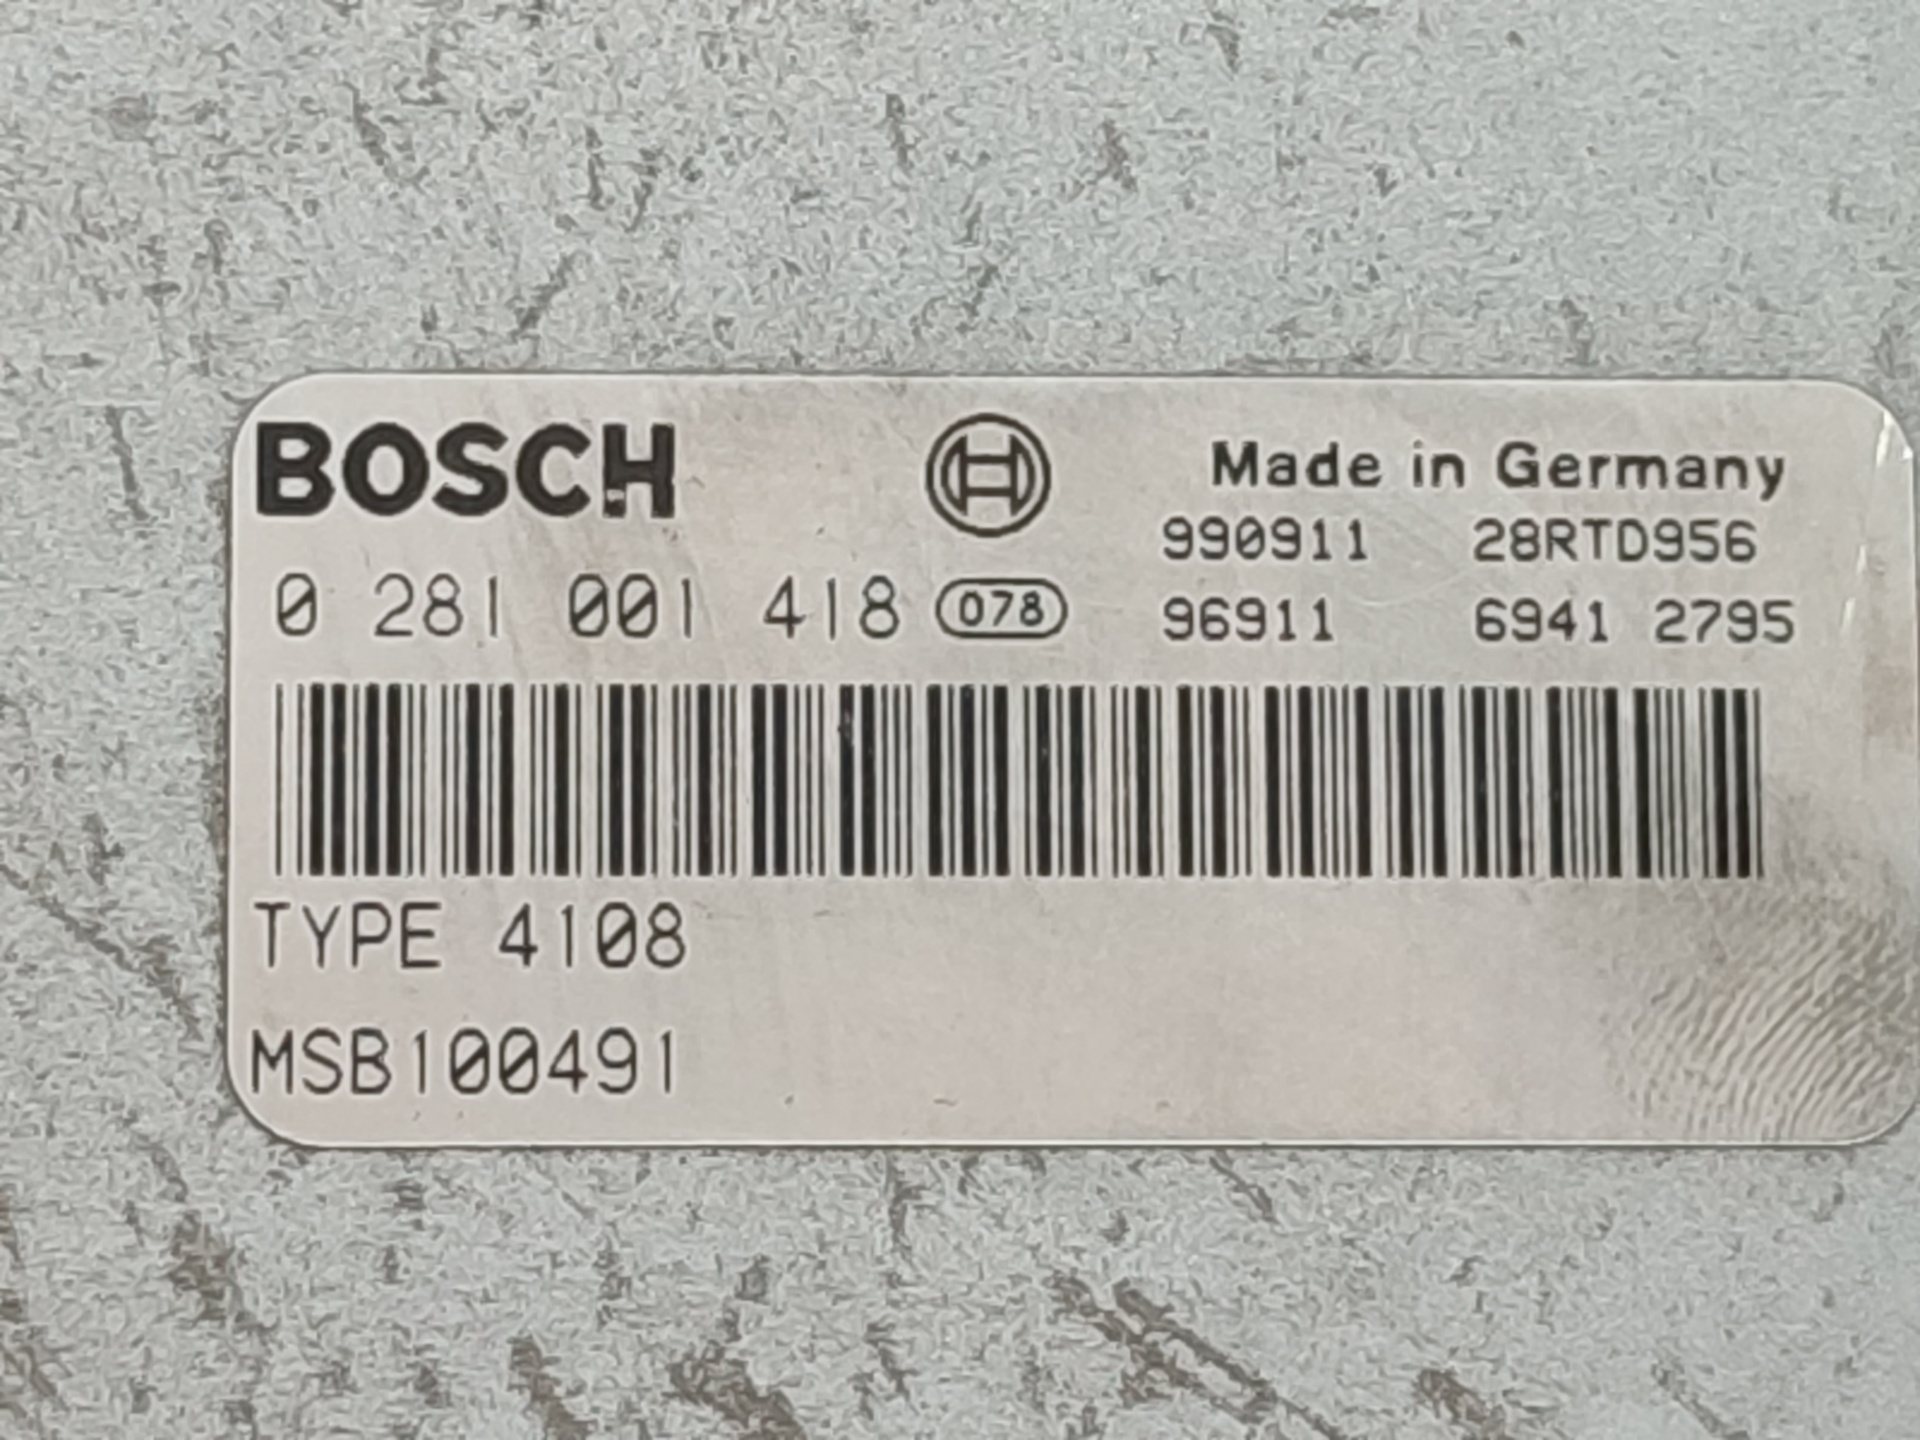 BOSCH
Made in Germany
990911 28RTD956
0 281 001 418 078 96911 6941 2795
TYPE 4108
MSB100491